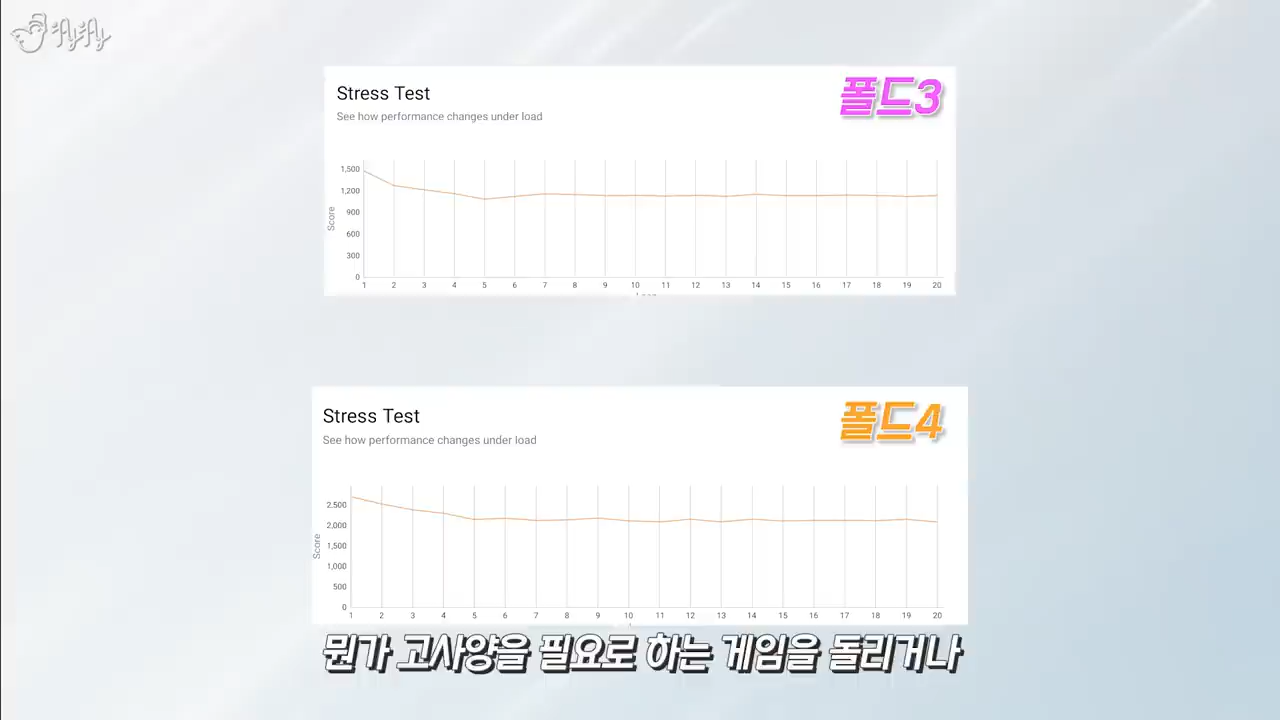 Stress Test
폴드3
See how performance changes under load
1,500
1,200
900
600
300
0
Score
1 2 3 4 5 6 7 8 9 10 11 12 13 14 15 16 17 18 19 20
Stress Test
폴드4
See how performance changes under load
2,500
2,000
1,500
1,000
500
0
Score
1 2 3 4 5 6 7 8 9 10 11 12 13 14 15 16 17 18 19 20
뭔가 고사양을 필요로 하는 게임을 돌리거나